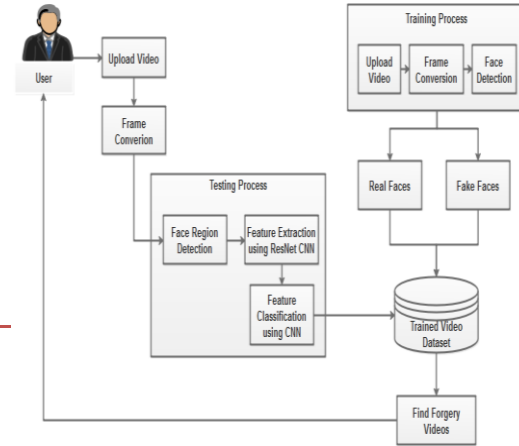 User
Upload Video
Frame
Converion
Testing Process
Face Region
Detection
Feature Extraction
using ResNet CNN
Feature
Classification
using CNN
Training Process
Upload
Video
Frame
Conversion
Face
Detection
Real Faces
Fake Faces
Trained Video
Dataset
Find Forgery
Videos